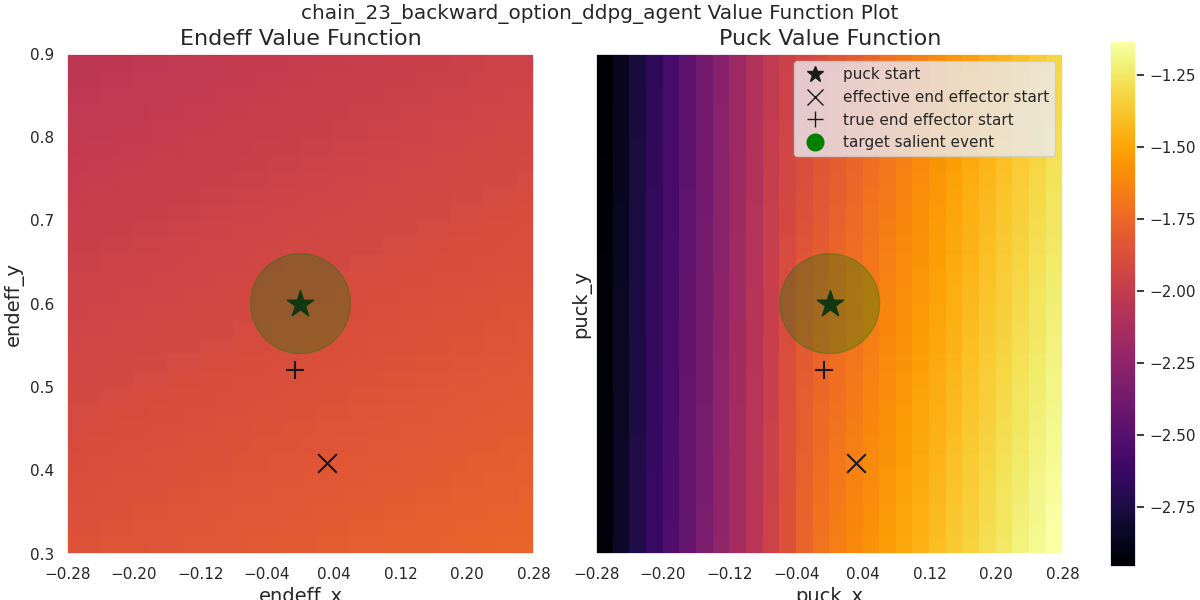 chain_23_backward_option_ddpg_agent Value Function Plot
Endeff Value Function
Puck Value Function
0.9
0.8
0.7
0.6
0.5
0.4
0.3
endeff_y
−0.28 −0.20 −0.12 −0.04 0.04 0.12 0.20 0.28
endeff_x
puck start
effective end effector start
true end effector start
target salient event
puck_y
−0.28 −0.20 −0.12 −0.04 0.04 0.12 0.20 0.28
puck_x
−1.25
−1.50
−1.75
−2.00
−2.25
−2.50
−2.75